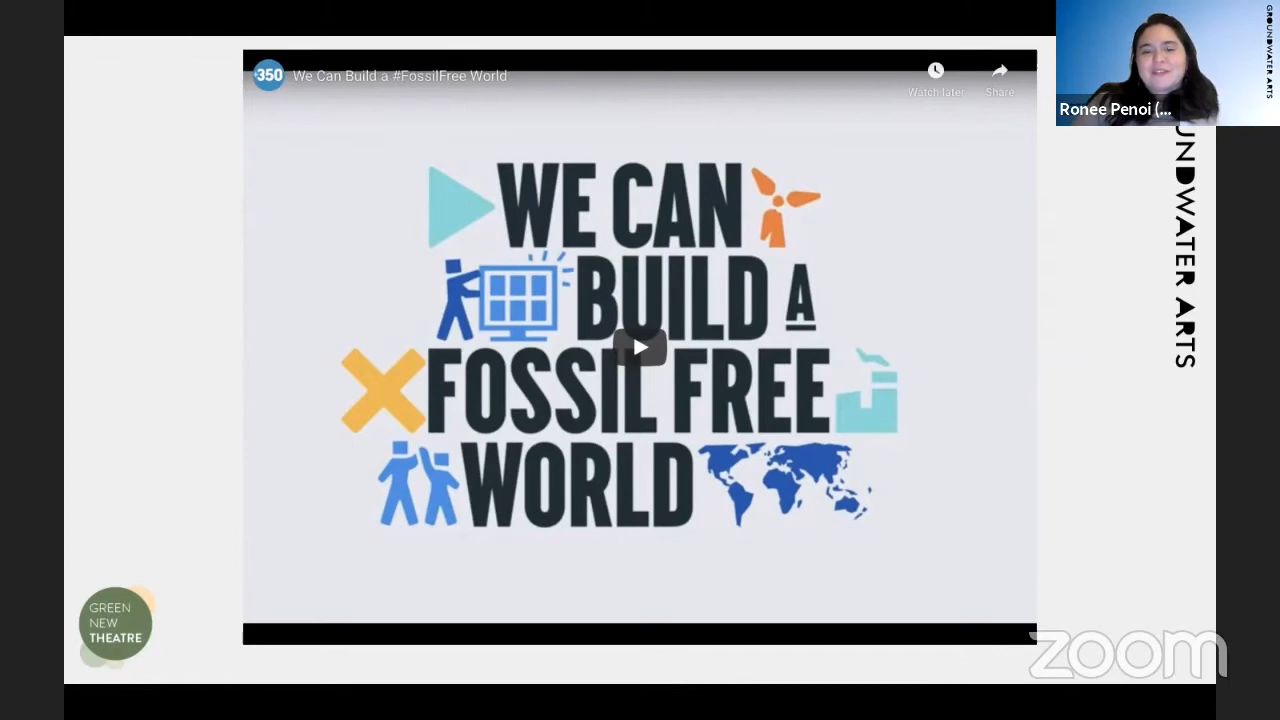 350
We Can Build a #FossilFree World
Watch later
Share
GROUNDWATER ARTS
Ronee Penoi (...
UNDWATER ARTS
WE CAN
BUILD A
FOSSIL FREE
WORLD
GREEN
NEW
THEATRE
zoom